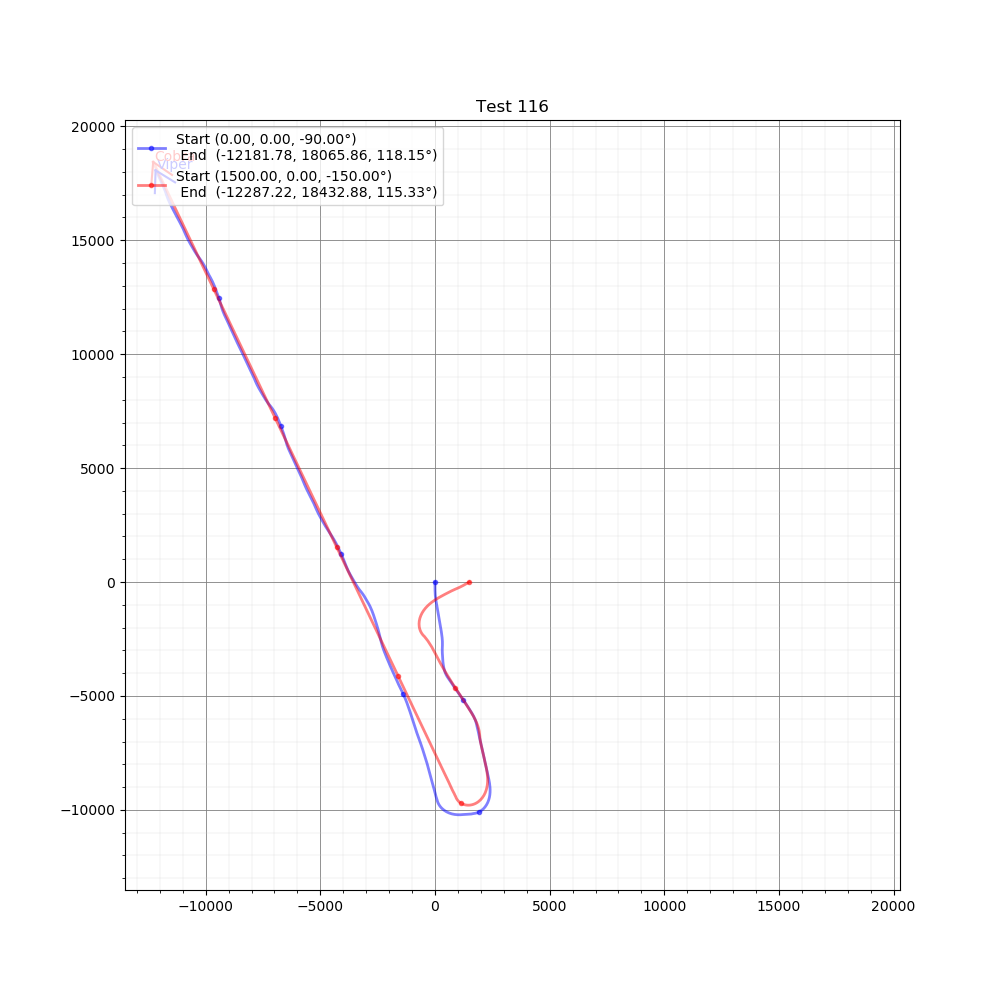 Test 116
Start (0.00, 0.00, -90.00°)
End (-12181.78, 18065.86, 118.15°)
Start (1500.00, 0.00, -150.00°)
End (-12287.22, 18432.88, 115.33°)
Viper
20000
15000
10000
5000
0
−5000
−10000
−10000 −5000 0 5000 10000 15000 20000